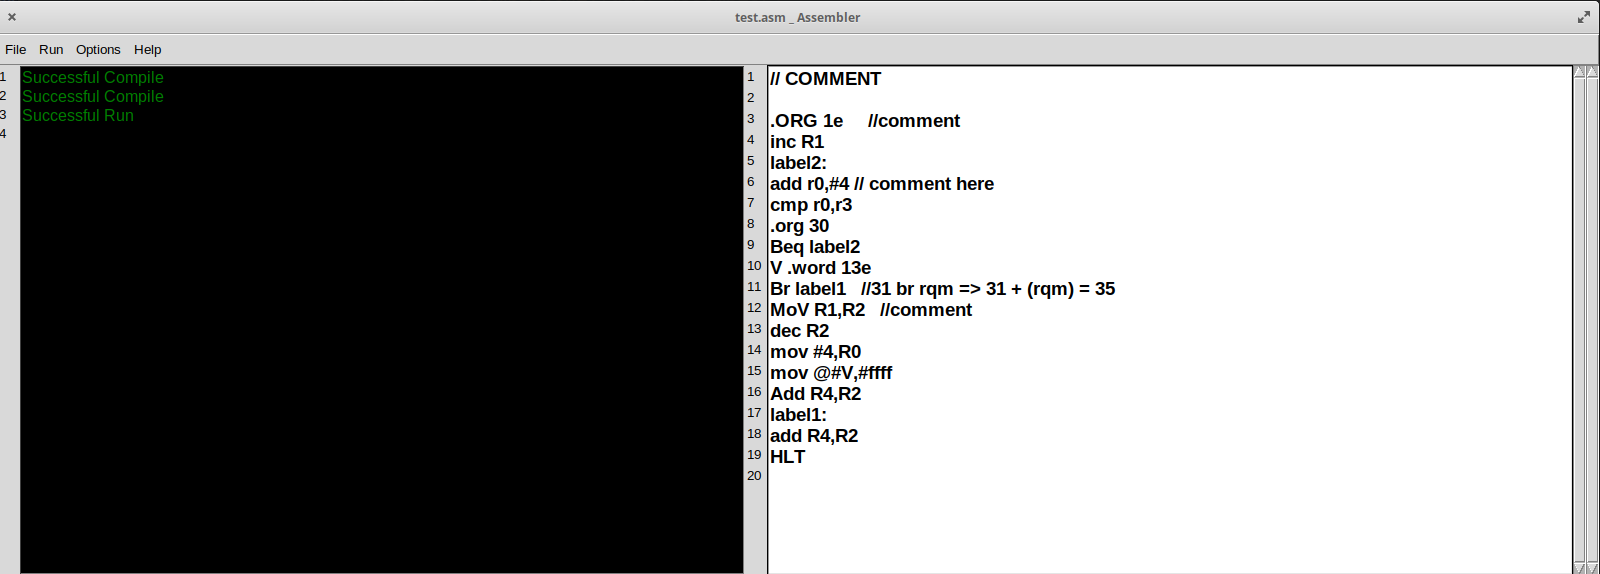 test.asm _ Assembler
File Run Options Help
1 Successful Compile
2 Successful Compile
3 Successful Run
4
1 // COMMENT
2
3 .ORG 1e //comment
4 inc R1
5 label2:
6 add r0,#4 // comment here
7 cmp r0,r3
8 .org 30
9 Beq label2
10 V .word 13e
11 Br label1 //31 br rqm => 31 + (rqm) = 35
12 MoV R1,R2 //comment
13 dec R2
14 mov #4,R0
15 mov @#V,#ffff
16 Add R4,R2
17 label1:
18 add R4,R2
19 HLT
20